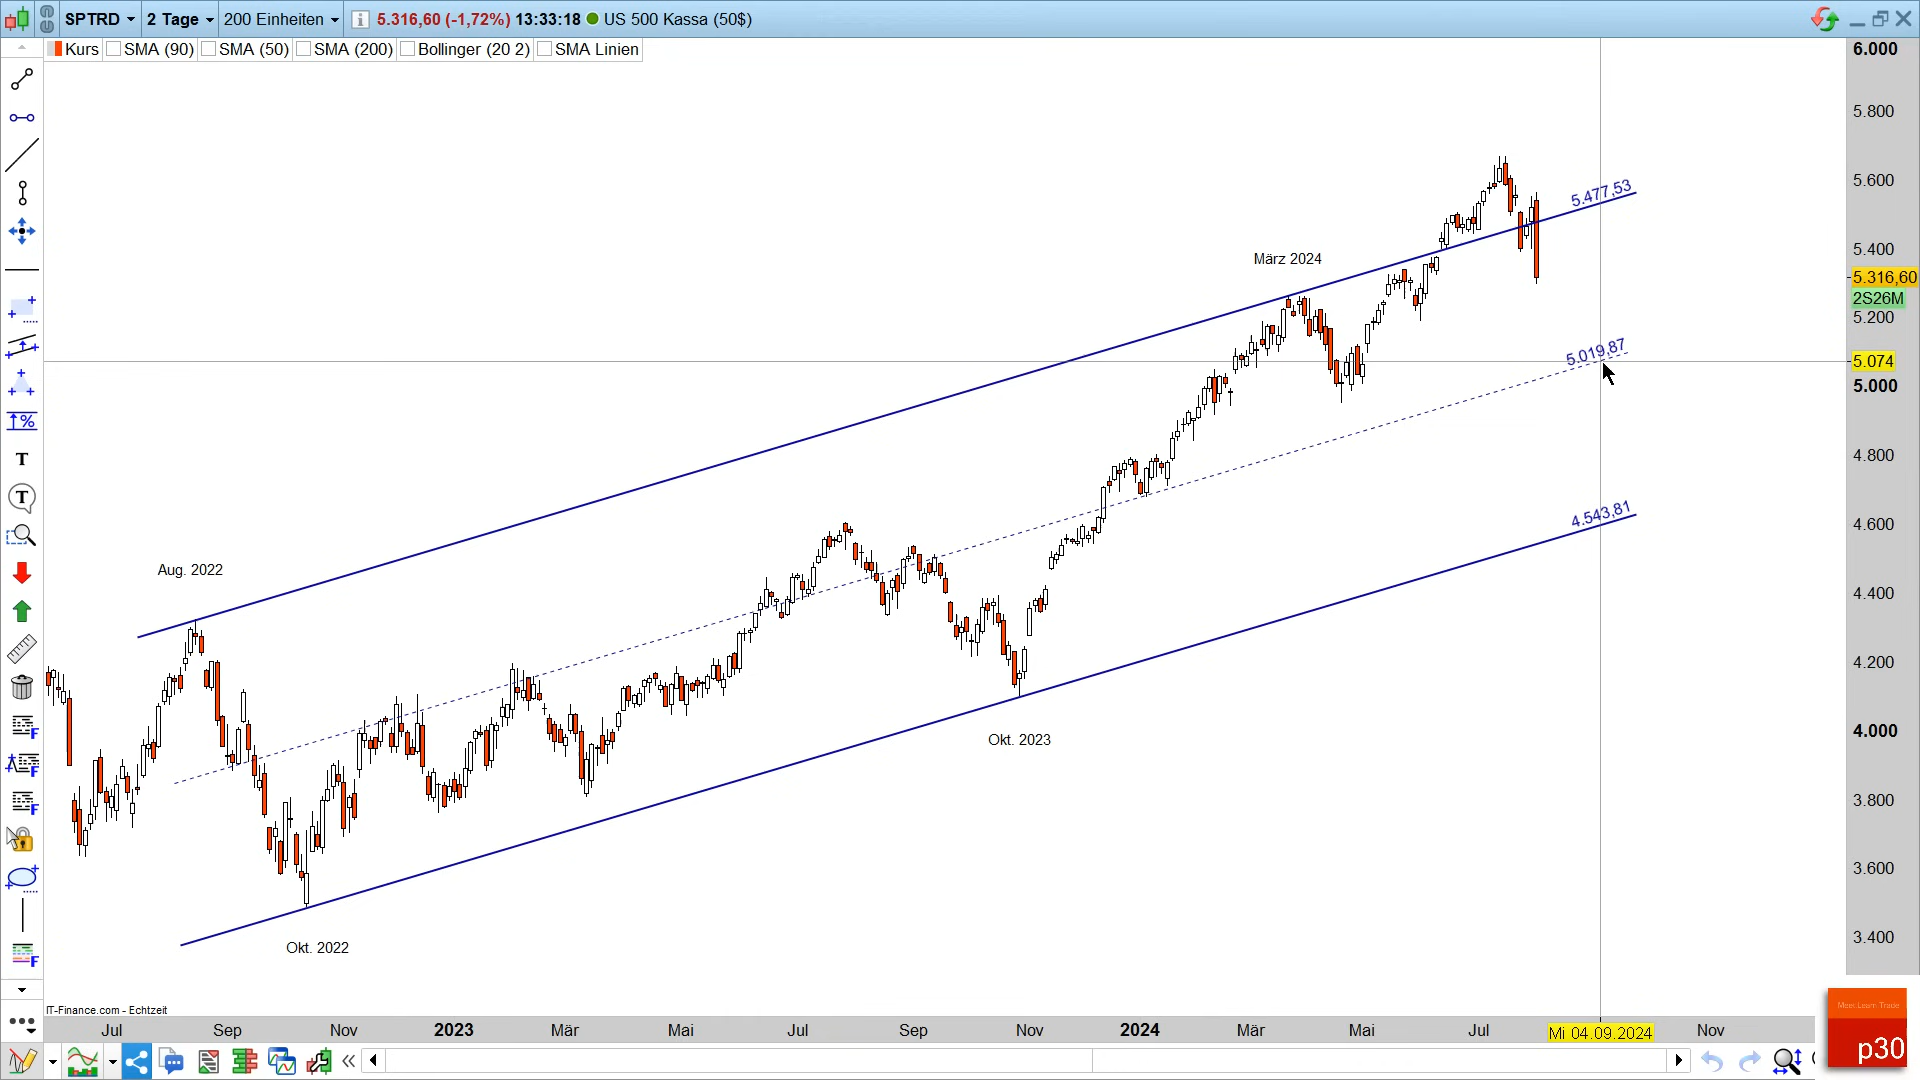 SPTRD 2 Tage 200 Einheiten 5.316,60 (-1,72%) 13:33:18 US 500 Kassa (50$)
Kurs SMA (90) SMA (50) SMA (200) Bollinger (20 2) SMA Linien
6.000
5.800
5.600
5.477,53
5.400
März 2024
5.316,60
2S26M
5.200
5.019,87
5.074
5.000
4.800
4.600
4.543,81
4.400
Aug. 2022
4.200
Okt. 2023
4.000
3.800
3.600
3.400
Okt. 2022
IT-Finance.com - Echtzeit
Jul Sep Nov 2023 Mär Mai Jul Sep Nov 2024 Mär Mai Jul Mi 04.09.2024 Nov
Mein Learn Trade
p30